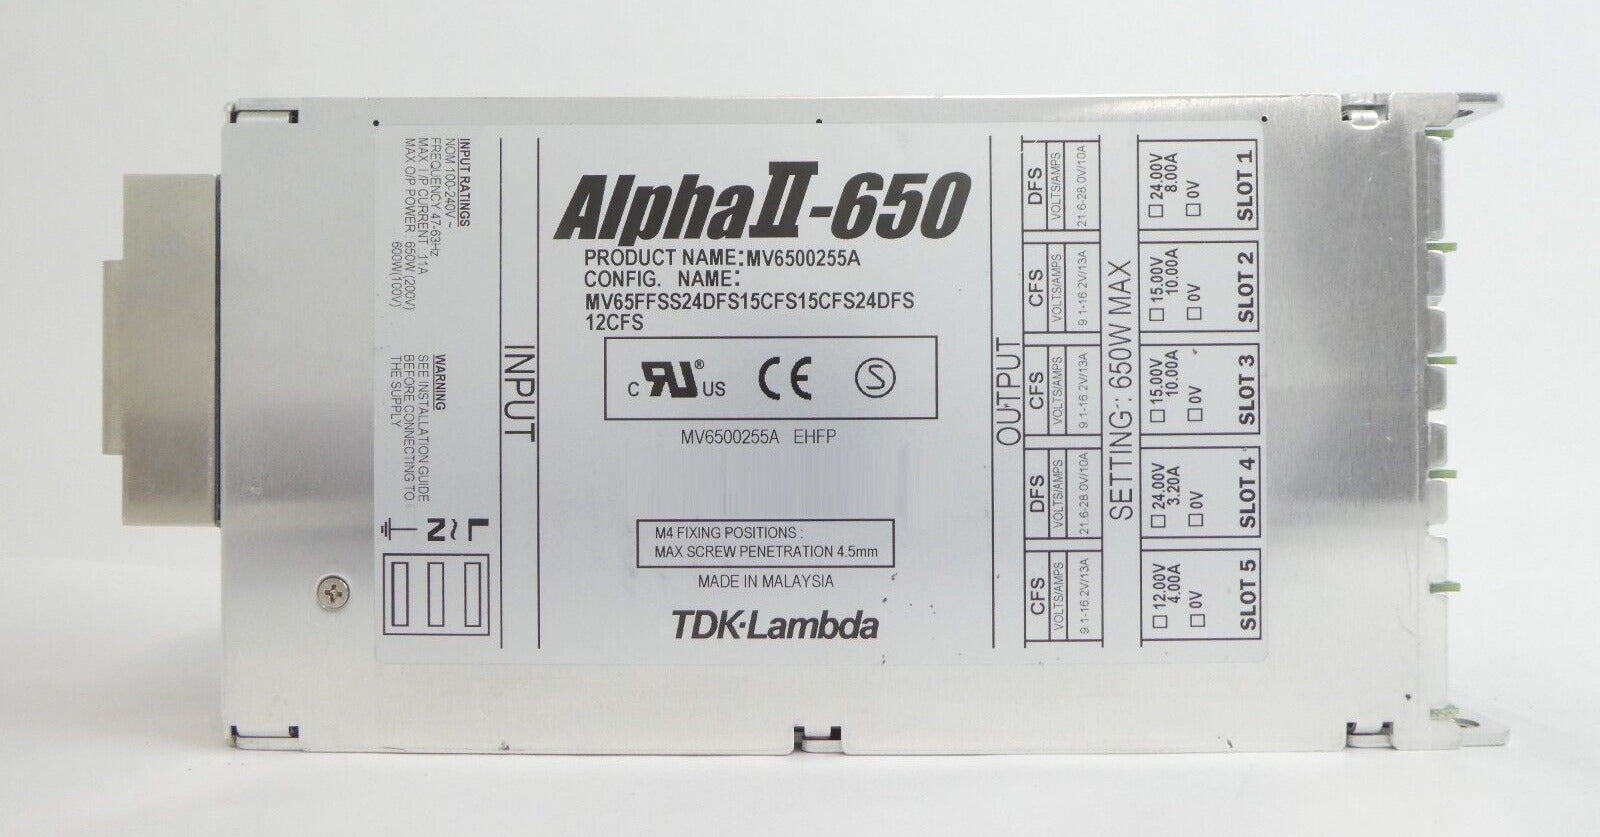 INPUT RATINGS
NOM 100-240V ~
FREQUENCY 47-63Hz
MAX I/P CURRENT : 11A
MAX O/P POWER : 650W (200V)
600W(100V)
WARNING
SEE INSTALLATION GUIDE
BEFORE CONNECTING TO
THE SUPPLY
L
~
N
INPUT
AlphaII-650
PRODUCT NAME:MV6500255A
CONFIG. NAME:
MV65FFSS24DFS15CFS15CFS24DFS
12CFS
C RU® US CE S
MV6500255A EHFP
M4 FIXING POSITIONS :
MAX SCREW PENETRATION 4.5mm
MADE IN MALAYSIA
TDK·Lambda
OUTPUT
SETTING : 650W MAX
DFS
VOLTS/AMPS
21.6-28.0V/10A
24.00V
8.00A
0V
SLOT 1
CFS
VOLTS/AMPS
9.1-16.2V/13A
15.00V
10.00A
0V
SLOT 2
CFS
VOLTS/AMPS
9.1-16.2V/13A
15.00V
10.00A
0V
SLOT 3
DFS
VOLTS/AMPS
21.6-28.0V/10A
24.00V
3.20A
0V
SLOT 4
CFS
VOLTS/AMPS
9.1-16.2V/13A
12.00V
4.00A
0V
SLOT 5